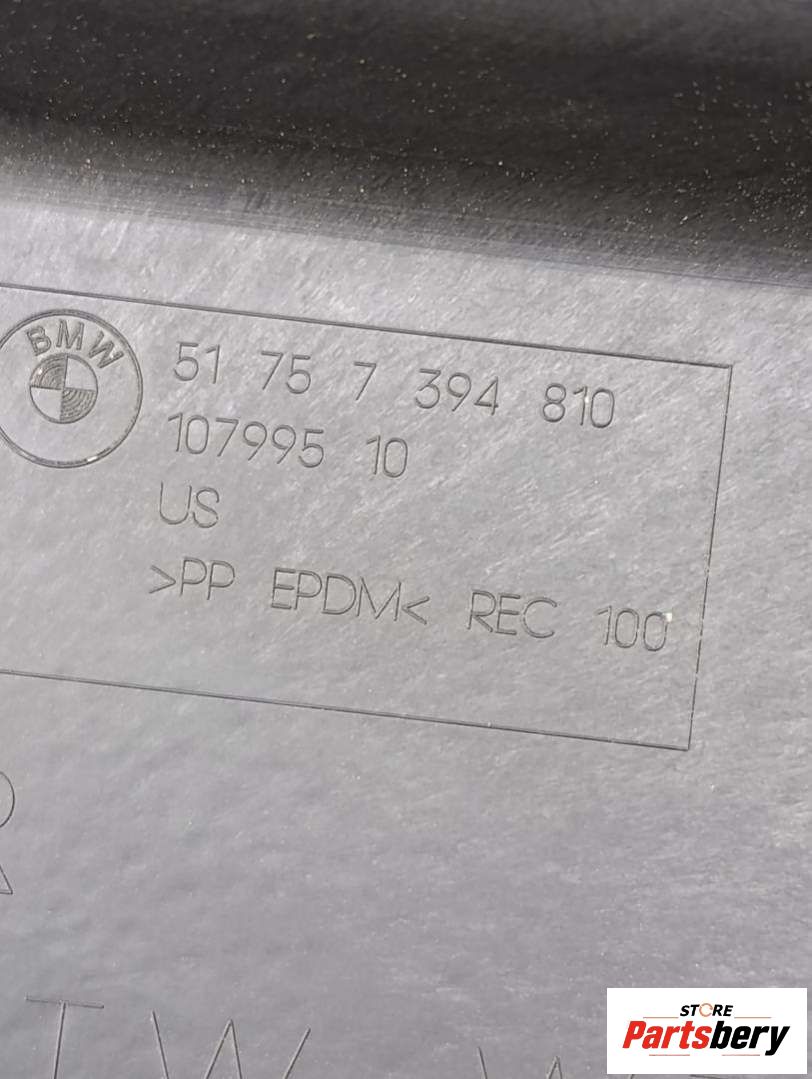 BMW
51 75 7 394 810
107995 10
US
>PP EPDM< REC 100
STORE
Partsbery